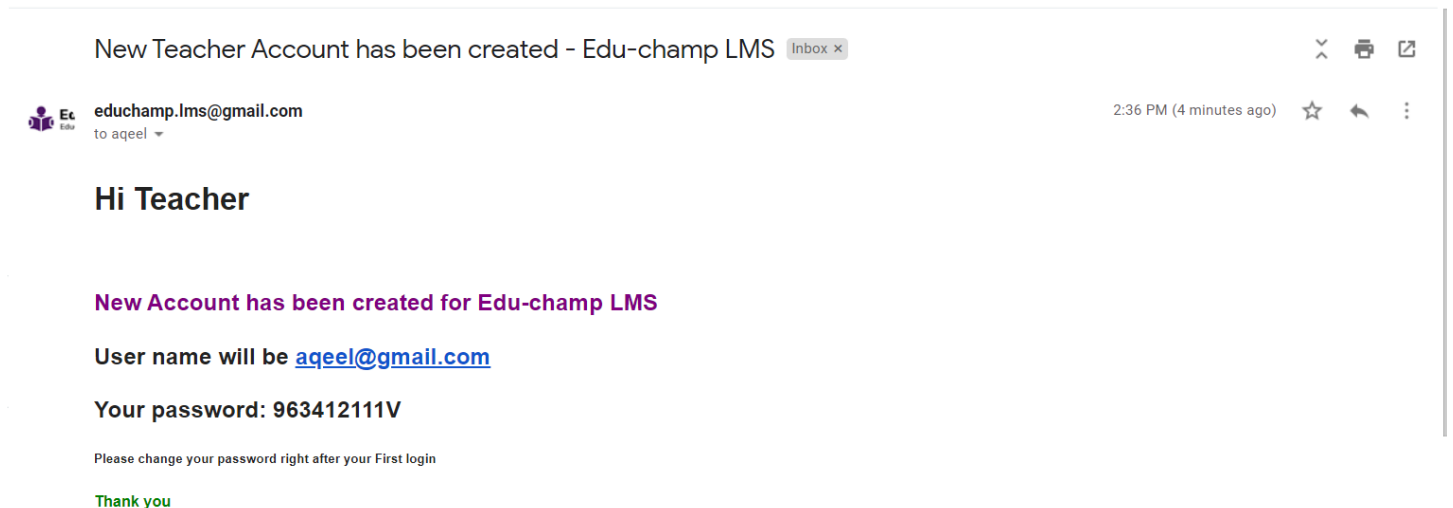 New Teacher Account has been created - Edu-champ LMS Inbox ×
educhamp.lms@gmail.com 2:36 PM (4 minutes ago)
to aqeel
Hi Teacher
New Account has been created for Edu-champ LMS
User name will be aqeel@gmail.com
Your password: 963412111V
Please change your password right after your First login
Thank you